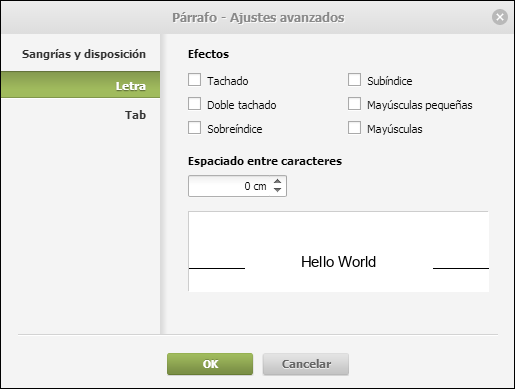 Párrafo - Ajustes avanzados
Sangrías y disposición
Letra
Tab
Efectos
Tachado
Subíndice
Doble tachado
Mayúsculas pequeñas
Sobreíndice
Mayúsculas
Espaciado entre caracteres
0 cm
Hello World
OK
Cancelar